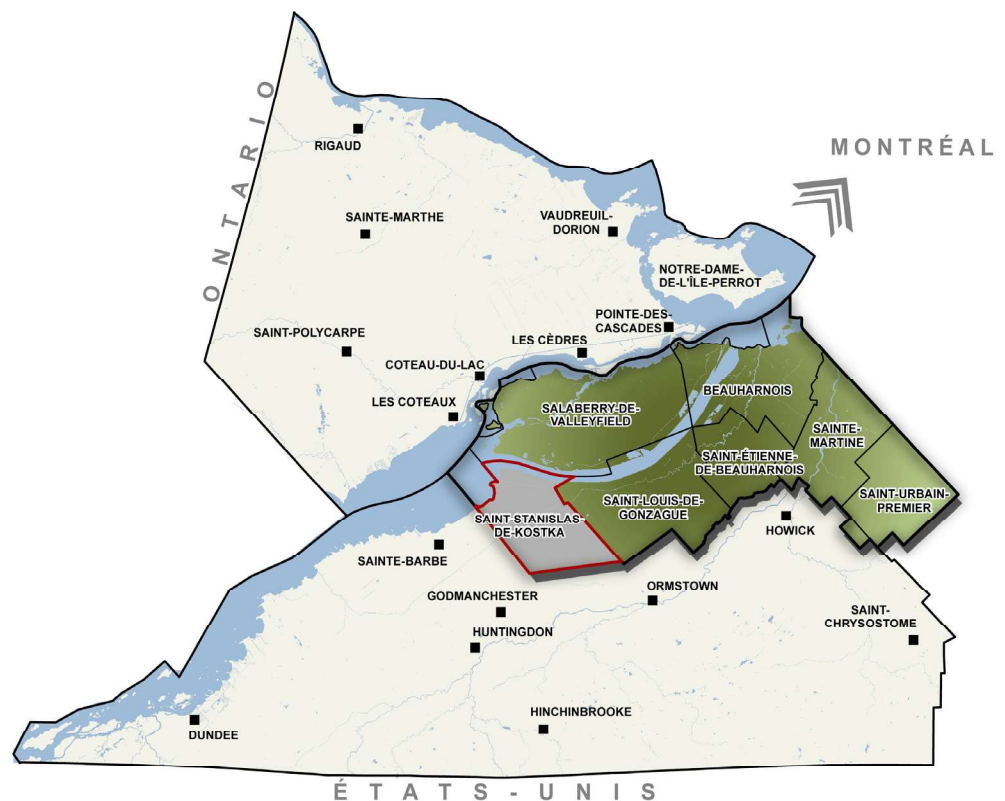 ONTARIO
MONTRÉAL
RIGAUD
SAINTE-MARTHE
VAUDREUIL-
DORION
NOTRE-DAME-
DE-L'ÎLE-PERROT
POINTE-DES-
CASCADES
SAINT-POLYCARPE
LES CÈDRES
COTEAU-DU-LAC
LES COTEAUX
BEAUHARNOIS
SALABERRY-DE-
VALLEYFIELD
SAINTE-
MARTINE
SAINT-ÉTIENNE-
DE-BEAUHARNOIS
SAINT-URBAIN-
PREMIER
SAINT-LOUIS-DE-
GONZAGUE
SAINT-STANISLAS-
DE-KOSTKA
HOWICK
SAINTE-BARBE
ORMSTOWN
GODMANCHESTER
HUNTINGDON
SAINT-
CHRYSOSTOME
HINCHINBROOKE
DUNDEE
ÉTATS-UNIS